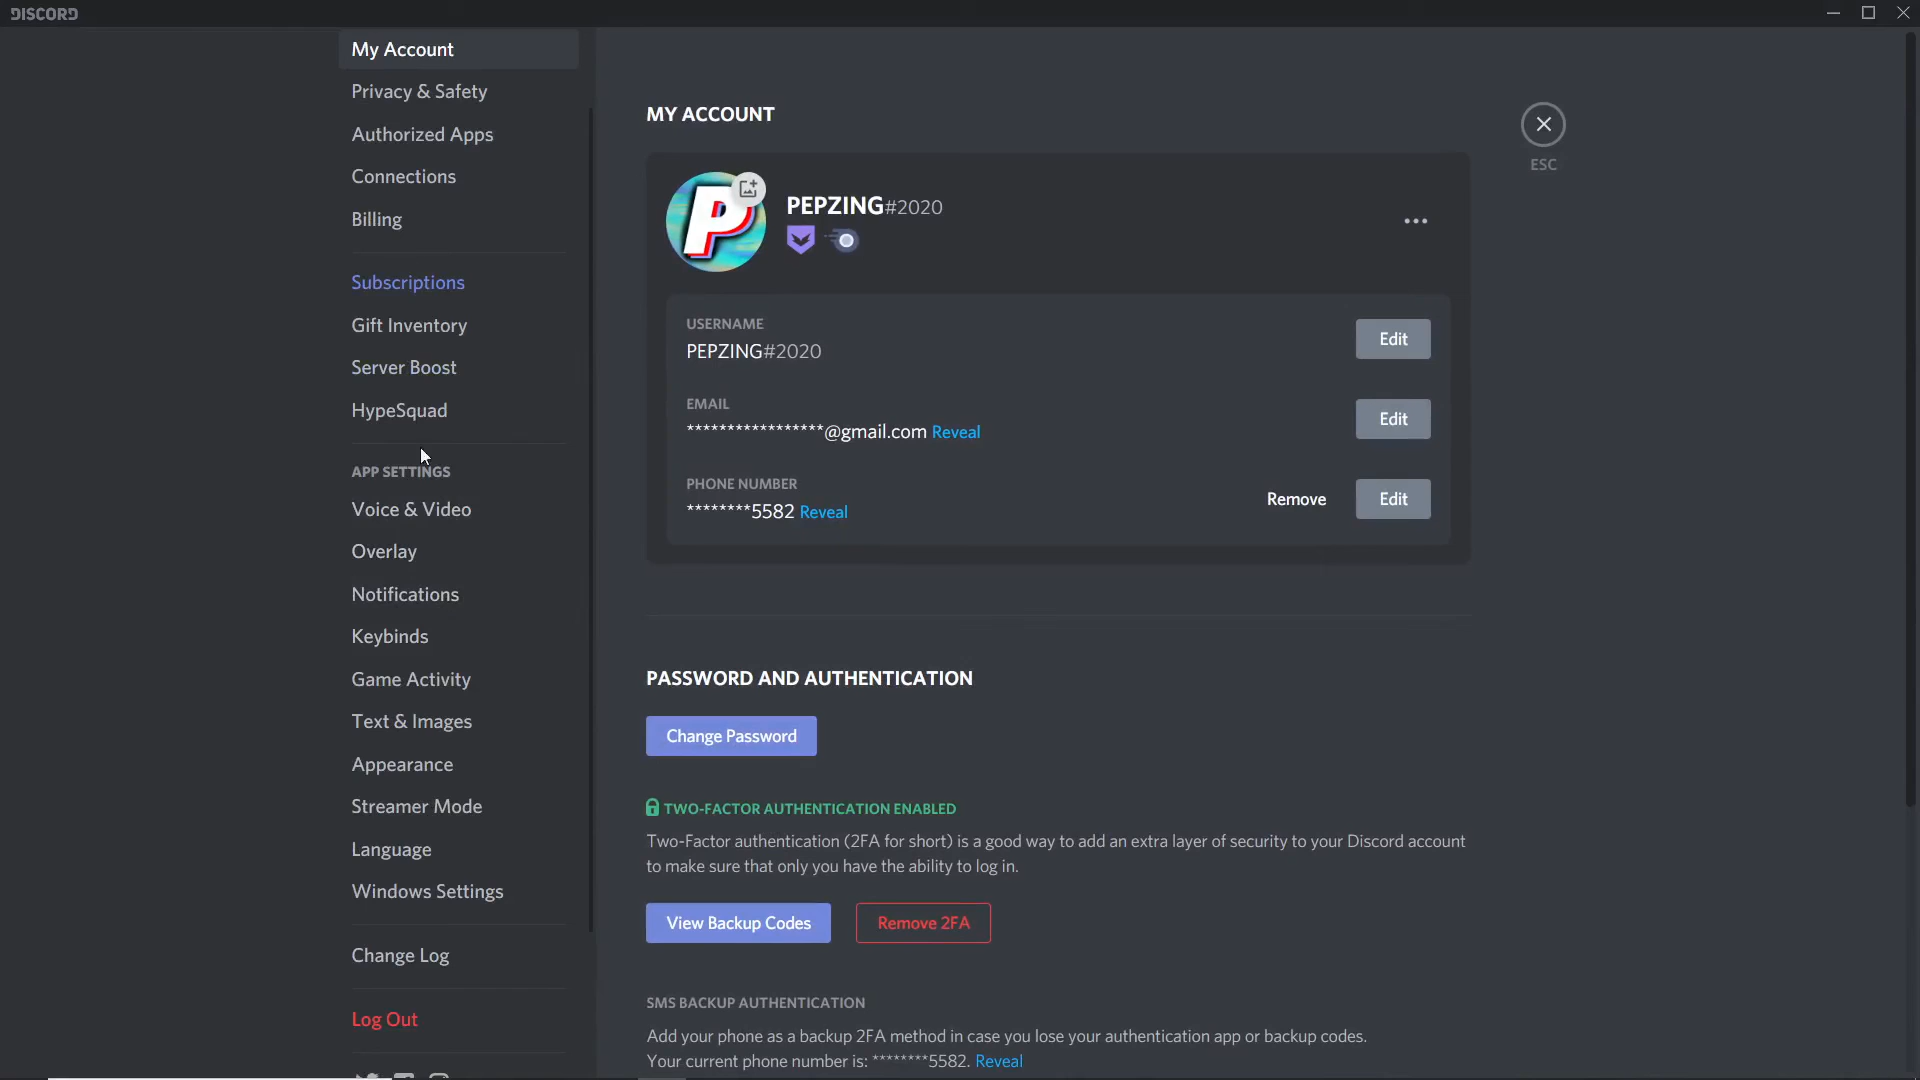 DISCORD
My Account
Privacy & Safety
Authorized Apps
Connections
Billing
Subscriptions
Gift Inventory
Server Boost
HypeSquad
APP SETTINGS
Voice & Video
Overlay
Notifications
Keybinds
Game Activity
Text & Images
Appearance
Streamer Mode
Language
Windows Settings
Change Log
Log Out
MY ACCOUNT
ESC
P
PEPZING#2020
USERNAME
PEPZING#2020
Edit
EMAIL
*****************@gmail.com Reveal
Edit
PHONE NUMBER
********5582 Reveal
Remove
Edit
PASSWORD AND AUTHENTICATION
Change Password
TWO-FACTOR AUTHENTICATION ENABLED
Two-Factor authentication (2FA for short) is a good way to add an extra layer of security to your Discord account
to make sure that only you have the ability to log in.
View Backup Codes
Remove 2FA
SMS BACKUP AUTHENTICATION
Add your phone as a backup 2FA method in case you lose your authentication app or backup codes.
Your current phone number is: ********5582. Reveal